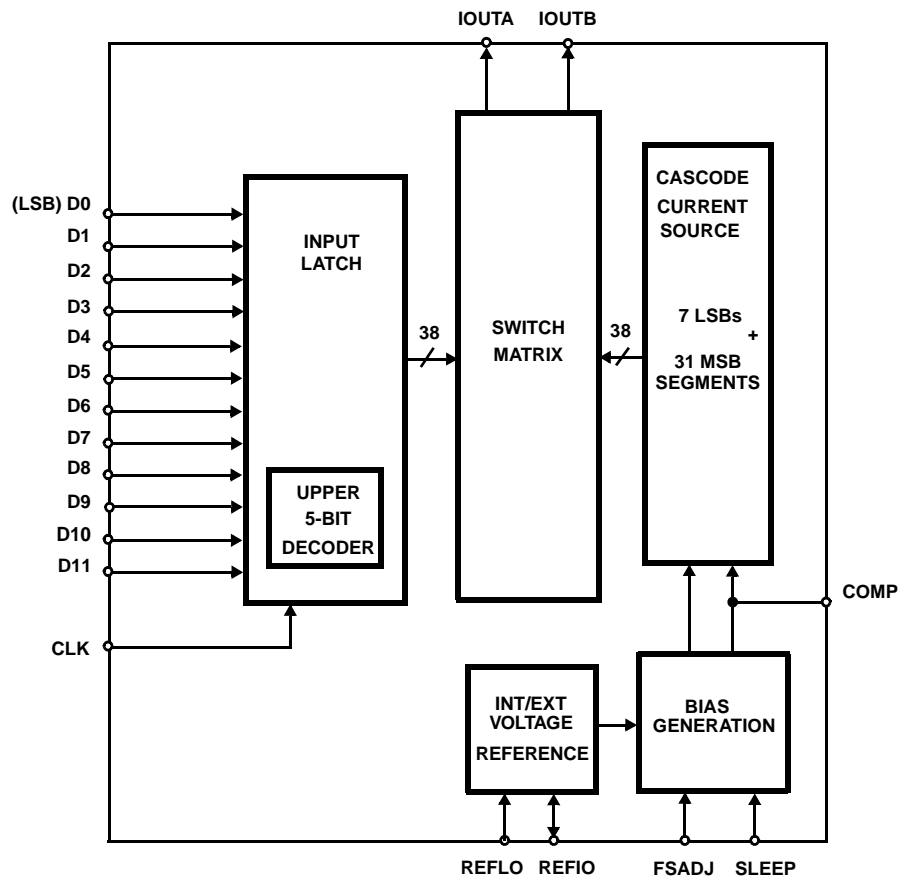 IOUTA IOUTB
(LSB) D0
D1
D2
D3
D4
D5
D6
D7
D8
D9
D10
D11
CLK
INPUT
LATCH
UPPER
5-BIT
DECODER
38
SWITCH
MATRIX
38
CASCODE
CURRENT
SOURCE
7 LSBs
+
31 MSB
SEGMENTS
COMP
INT/EXT
VOLTAGE
REFERENCE
BIAS
GENERATION
REFLO REFIO FSADJ SLEEP